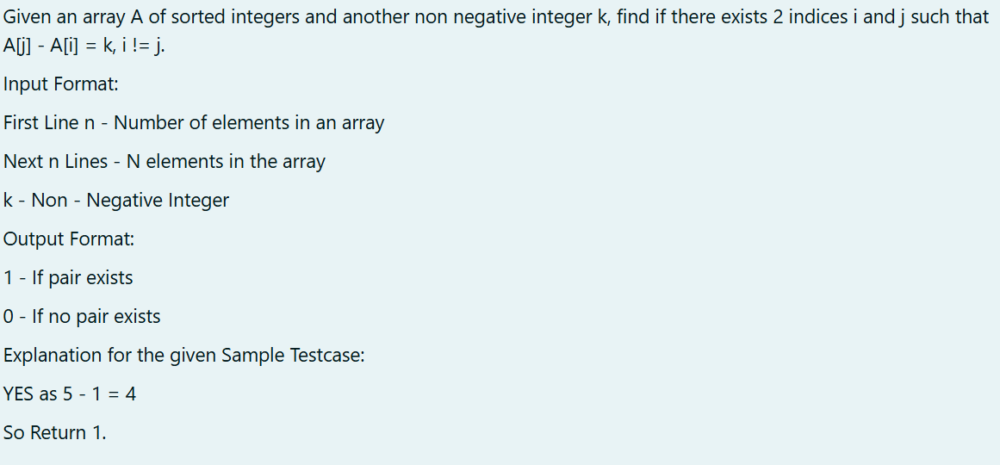 Given an array A of sorted integers and another non negative integer k, find if there exists 2 indices i and j such that
A[j] - A[i] = k, i != j.
Input Format:
First Line n - Number of elements in an array
Next n Lines - N elements in the array
k - Non - Negative Integer
Output Format:
1 - If pair exists
0 - If no pair exists
Explanation for the given Sample Testcase:
YES as 5 - 1 = 4
So Return 1.